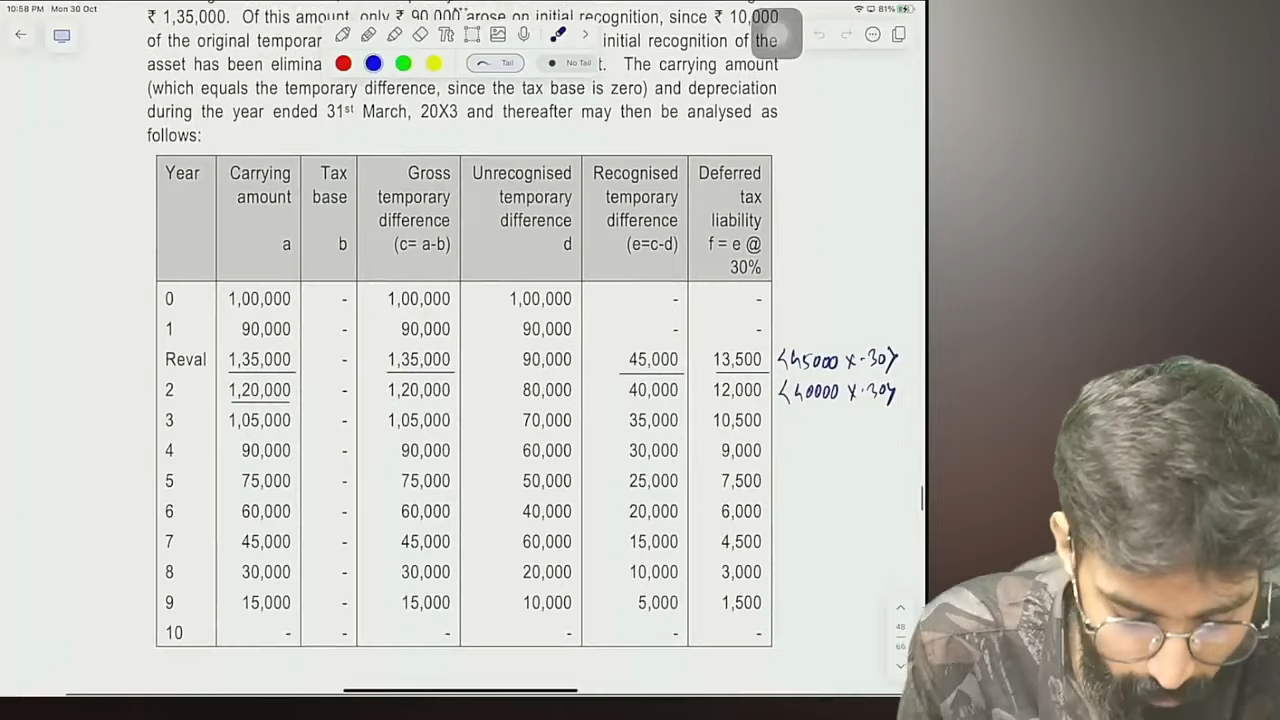 10:58 PM Mon 30 Oct
81%
₹ 1,35,000. Of this amount, only ₹ 90,000 arose on initial recognition, since ₹ 10,000
of the original temporar initial recognition of the
asset has been elimina t. The carrying amount
Tail
No Tail
(which equals the temporary difference, since the tax base is zero) and depreciation
during the year ended 31st March, 20X3 and thereafter may then be analysed as
follows:
Year Carrying amount a Tax base b Gross temporary difference (c= a-b) Unrecognised temporary difference d Recognised temporary difference (e=c-d) Deferred tax liability f = e @ 30%
0 1,00,000 - 1,00,000 1,00,000 - -
1 90,000 - 90,000 90,000 - -
Reval 1,35,000 - 1,35,000 90,000 45,000 13,500 <45000 x .30>
2 1,20,000 - 1,20,000 80,000 40,000 12,000 <40000 x .30>
3 1,05,000 - 1,05,000 70,000 35,000 10,500
4 90,000 - 90,000 60,000 30,000 9,000
5 75,000 - 75,000 50,000 25,000 7,500
6 60,000 - 60,000 40,000 20,000 6,000
7 45,000 - 45,000 60,000 15,000 4,500
8 30,000 - 30,000 20,000 10,000 3,000
9 15,000 - 15,000 10,000 5,000 1,500
10 - - - - - -
48
66